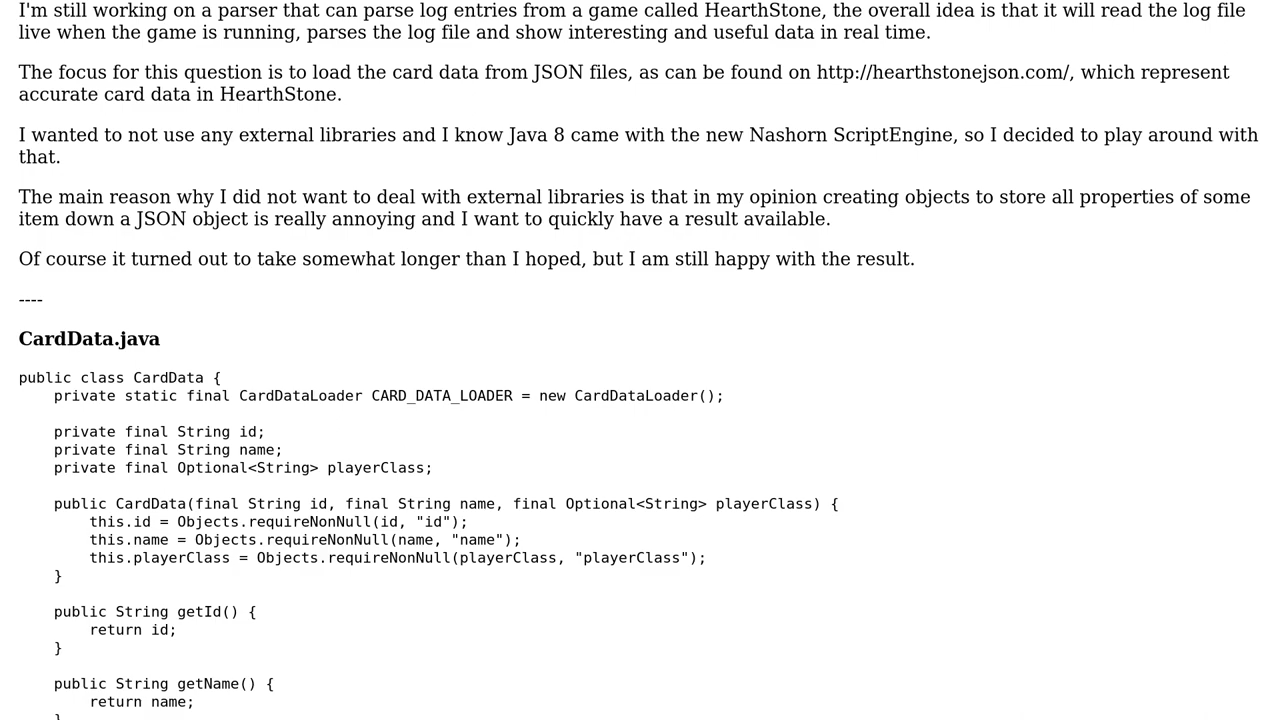 I'm still working on a parser that can parse log entries from a game called HearthStone, the overall idea is that it will read the log file
live when the game is running, parses the log file and show interesting and useful data in real time.
The focus for this question is to load the card data from JSON files, as can be found on http://hearthstonejson.com/, which represent
accurate card data in HearthStone.
I wanted to not use any external libraries and I know Java 8 came with the new Nashorn ScriptEngine, so I decided to play around with
that.
The main reason why I did not want to deal with external libraries is that in my opinion creating objects to store all properties of some
item down a JSON object is really annoying and I want to quickly have a result available.
Of course it turned out to take somewhat longer than I hoped, but I am still happy with the result.
----
CardData.java
public class CardData {
    private static final CardDataLoader CARD_DATA_LOADER = new CardDataLoader();
    private final String id;
    private final String name;
    private final Optional<String> playerClass;
    public CardData(final String id, final String name, final Optional<String> playerClass) {
        this.id = Objects.requireNonNull(id, "id");
        this.name = Objects.requireNonNull(name, "name");
        this.playerClass = Objects.requireNonNull(playerClass, "playerClass");
    }
    public String getId() {
        return id;
    }
    public String getName() {
        return name;
    }